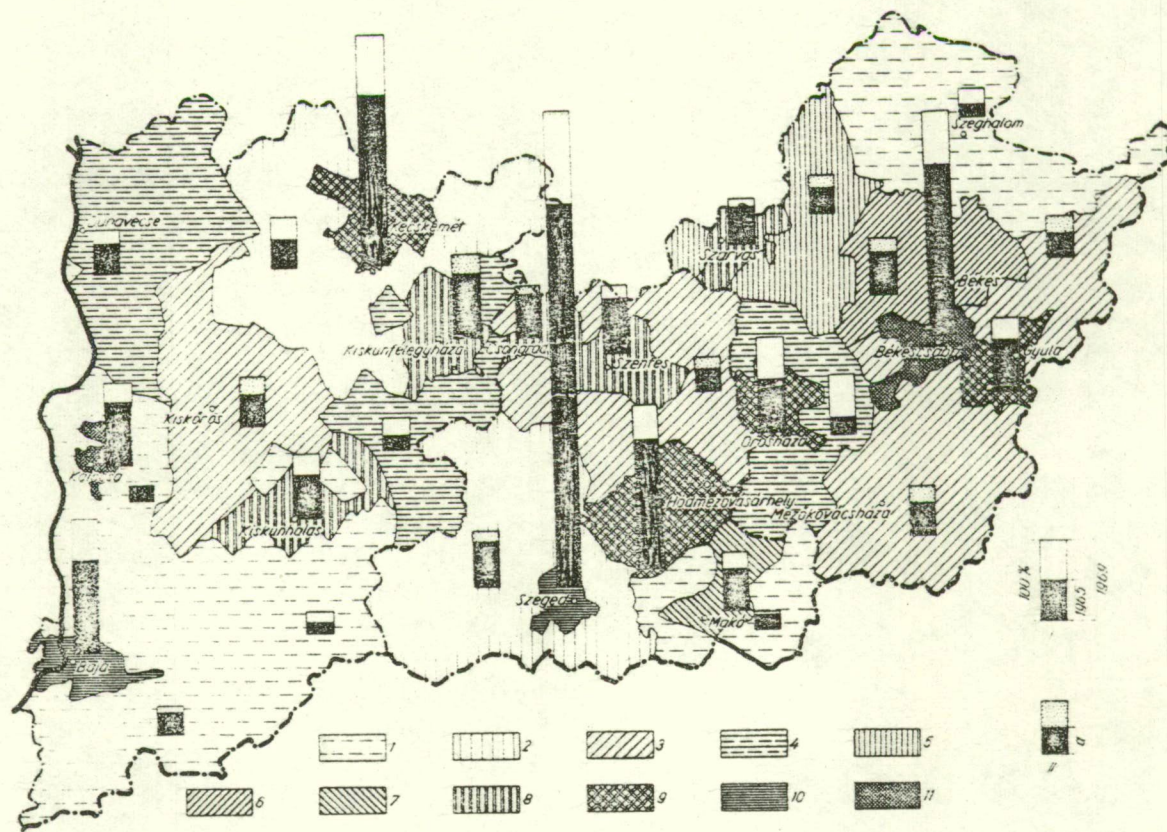 Szeghalom
Dunavecse
Kecskemét
Szarvas
Békés
Kiskunfélegyháza
Csongrád
Szentes
Békéscsaba
Gyula
Kiskőrös
Orosháza
Kalocsa
Hódmezővásárhely
Mezőkovácsháza
Kiskunhalas
Szeged
Makó
Baja
100 %
1965
1969
I
a
II
1
2
3
4
5
6
7
8
9
10
11